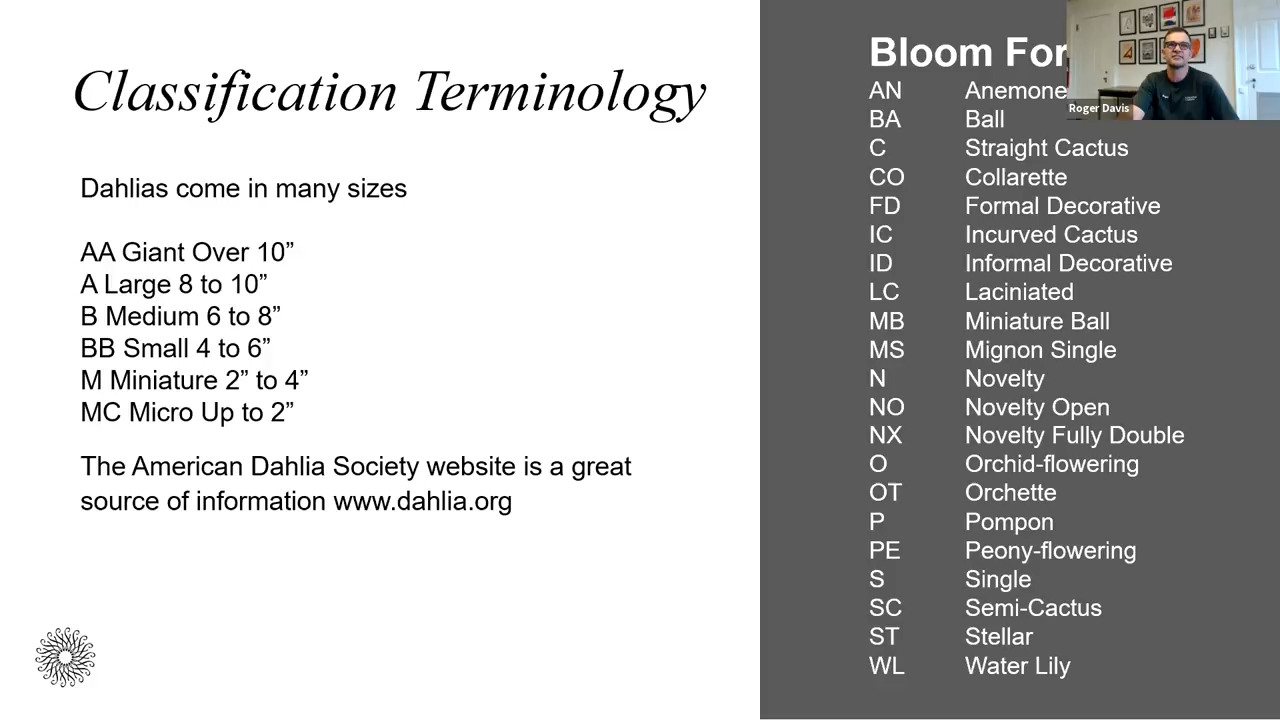 Classification Terminology
Dahlias come in many sizes
AA Giant Over 10”
A Large 8 to 10”
B Medium 6 to 8”
BB Small 4 to 6”
M Miniature 2” to 4”
MC Micro Up to 2”
The American Dahlia Society website is a great
source of information www.dahlia.org
Bloom For
AN Anemone
BA Ball
C Straight Cactus
CO Collarette
FD Formal Decorative
IC Incurved Cactus
ID Informal Decorative
LC Laciniated
MB Miniature Ball
MS Mignon Single
N Novelty
NO Novelty Open
NX Novelty Fully Double
O Orchid-flowering
OT Orchette
P Pompon
PE Peony-flowering
S Single
SC Semi-Cactus
ST Stellar
WL Water Lily
Roger Davis